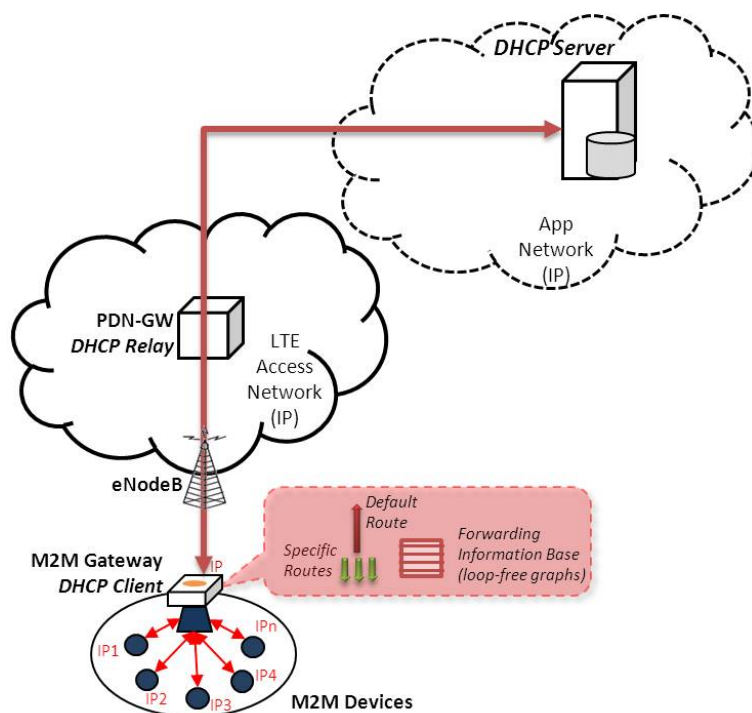 DHCP Server
App
Network
(IP)
PDN-GW
DHCP Relay
LTE
Access
Network
(IP)
eNodeB
Default
Route
Specific
Routes
Forwarding
Information Base
(loop-free graphs)
M2M Gateway
DHCP Client
IP
IP1
IP2
IP3
IP4
IPn
M2M Devices